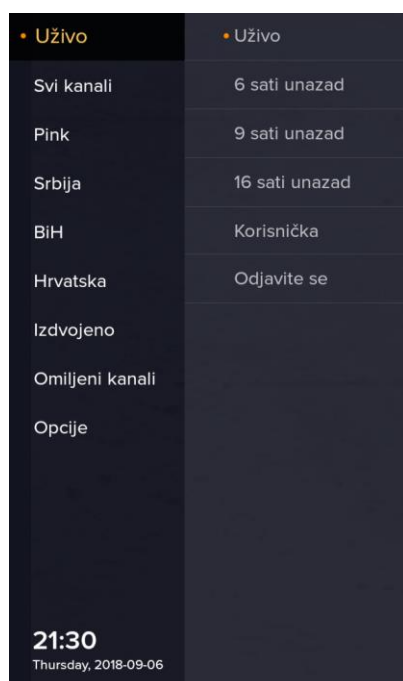 Uživo
Svi kanali
Pink
Srbija
BiH
Hrvatska
Izdvojeno
Omiljeni kanali
Opcije
21:30
Thursday, 2018-09-06
Uživo
6 sati unazad
9 sati unazad
16 sati unazad
Korisnička
Odjavite se